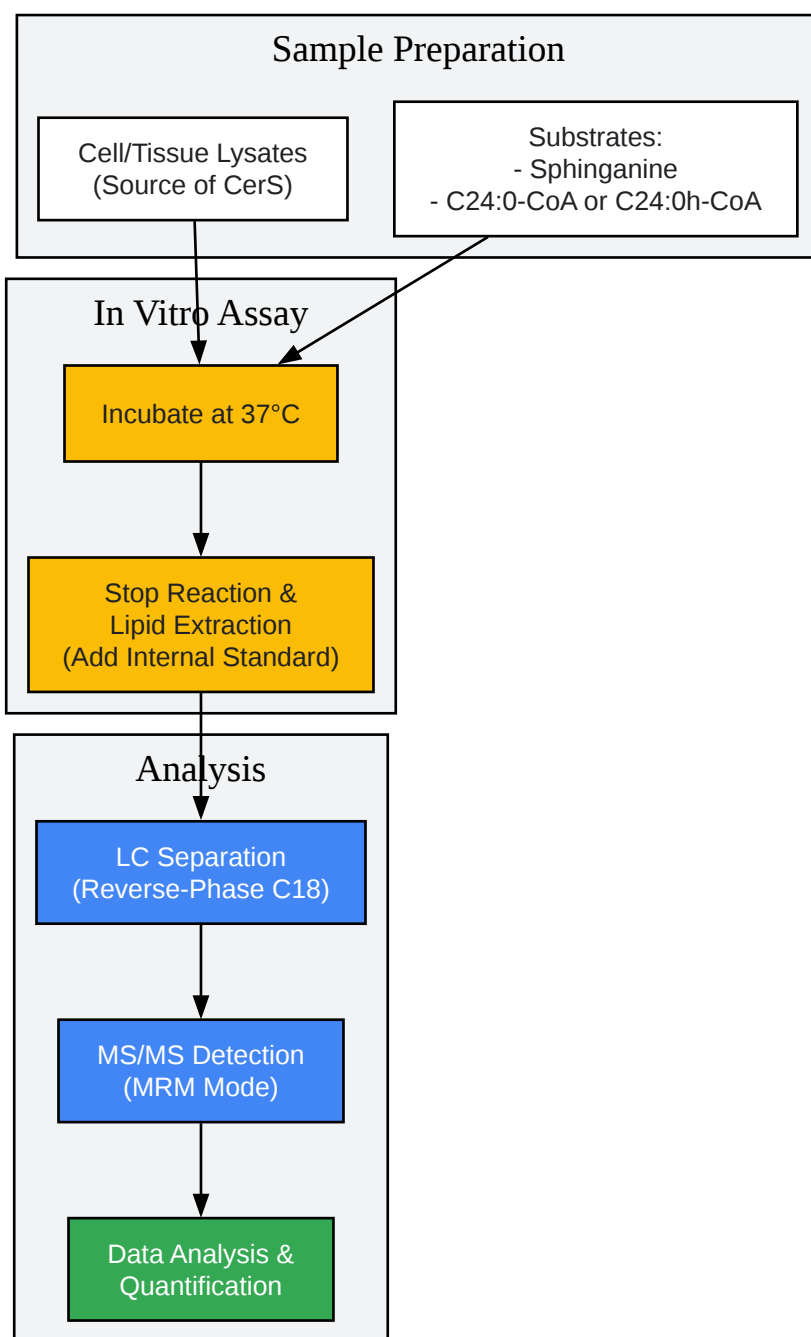 Sample Preparation
Cell/Tissue Lysates
(Source of CerS)
Substrates:
- Sphinganine
- C24:0-CoA or C24:0h-CoA
In Vitro Assay
Incubate at 37°C
Stop Reaction &
Lipid Extraction
(Add Internal Standard)
Analysis
LC Separation
(Reverse-Phase C18)
MS/MS Detection
(MRM Mode)
Data Analysis &
Quantification